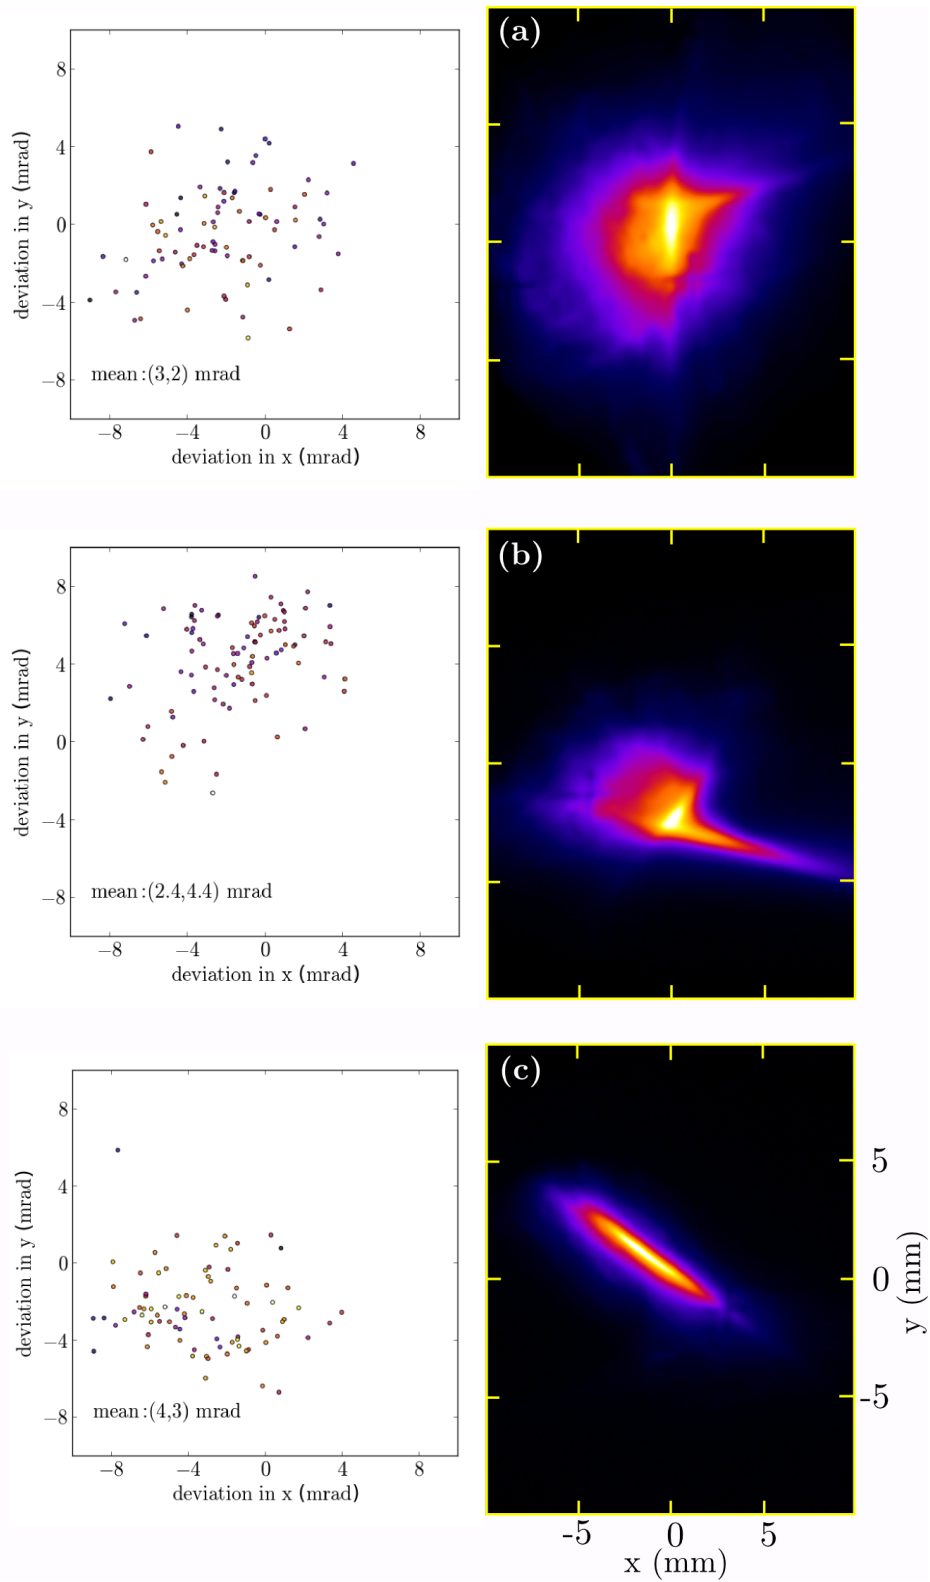 (a)
8
4
0
−4
−8
deviation in y (mrad)
mean:(3,2) mrad
−8 −4 0 4 8
deviation in x (mrad)
(b)
8
4
0
−4
−8
deviation in y (mrad)
mean:(2.4,4.4) mrad
−8 −4 0 4 8
deviation in x (mrad)
(c)
8
4
0
−4
−8
deviation in y (mrad)
mean:(4,3) mrad
−8 −4 0 4 8
deviation in x (mrad)
5
0
-5
y (mm)
-5 0 5
x (mm)